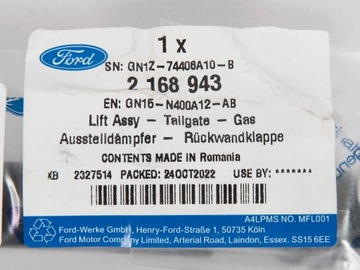 Ford
1 x
SN: GN1Z-74406A10-B
2 168 943
EN: GN15-N400A12-AB
Lift Assy - Tailgate - Gas
Ausstelldämpfer - Rückwandklappe
CONTENTS MADE IN Romania
XB 2327514 PACKED: 24OCT2022 USE BY: *******
A4LPMS NO. MFL001
Ford-Werke GmbH, Henry-Ford-Straße 1, 50735 Köln
Ford Motor Company Limited, Arterial Road, Laindon, Essex. SS15 6EE